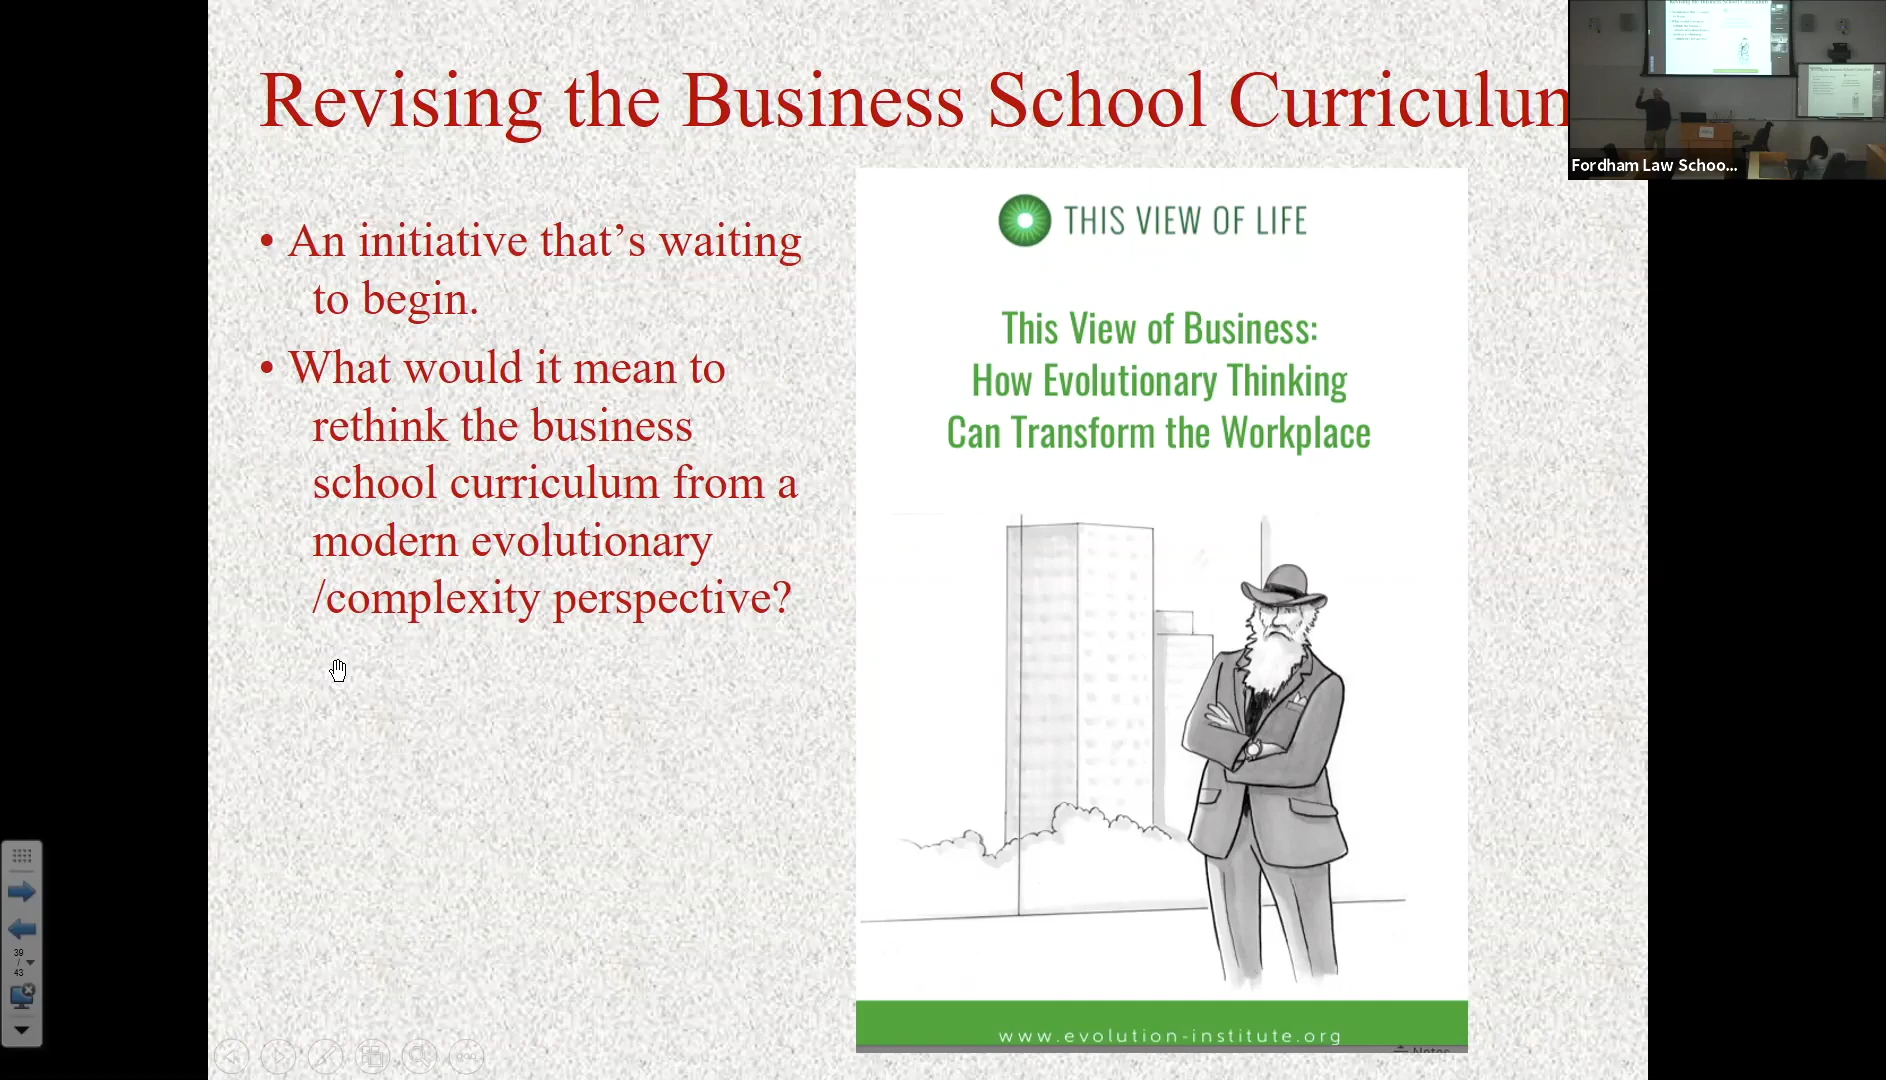 Revising the Business School Curriculum
Fordham Law Schoo...
• An initiative that’s waiting
to begin.
• What would it mean to
rethink the business
school curriculum from a
modern evolutionary
/complexity perspective?
THIS VIEW OF LIFE
This View of Business:
How Evolutionary Thinking
Can Transform the Workplace
www.evolution-institute.org
Notes
39
/
43